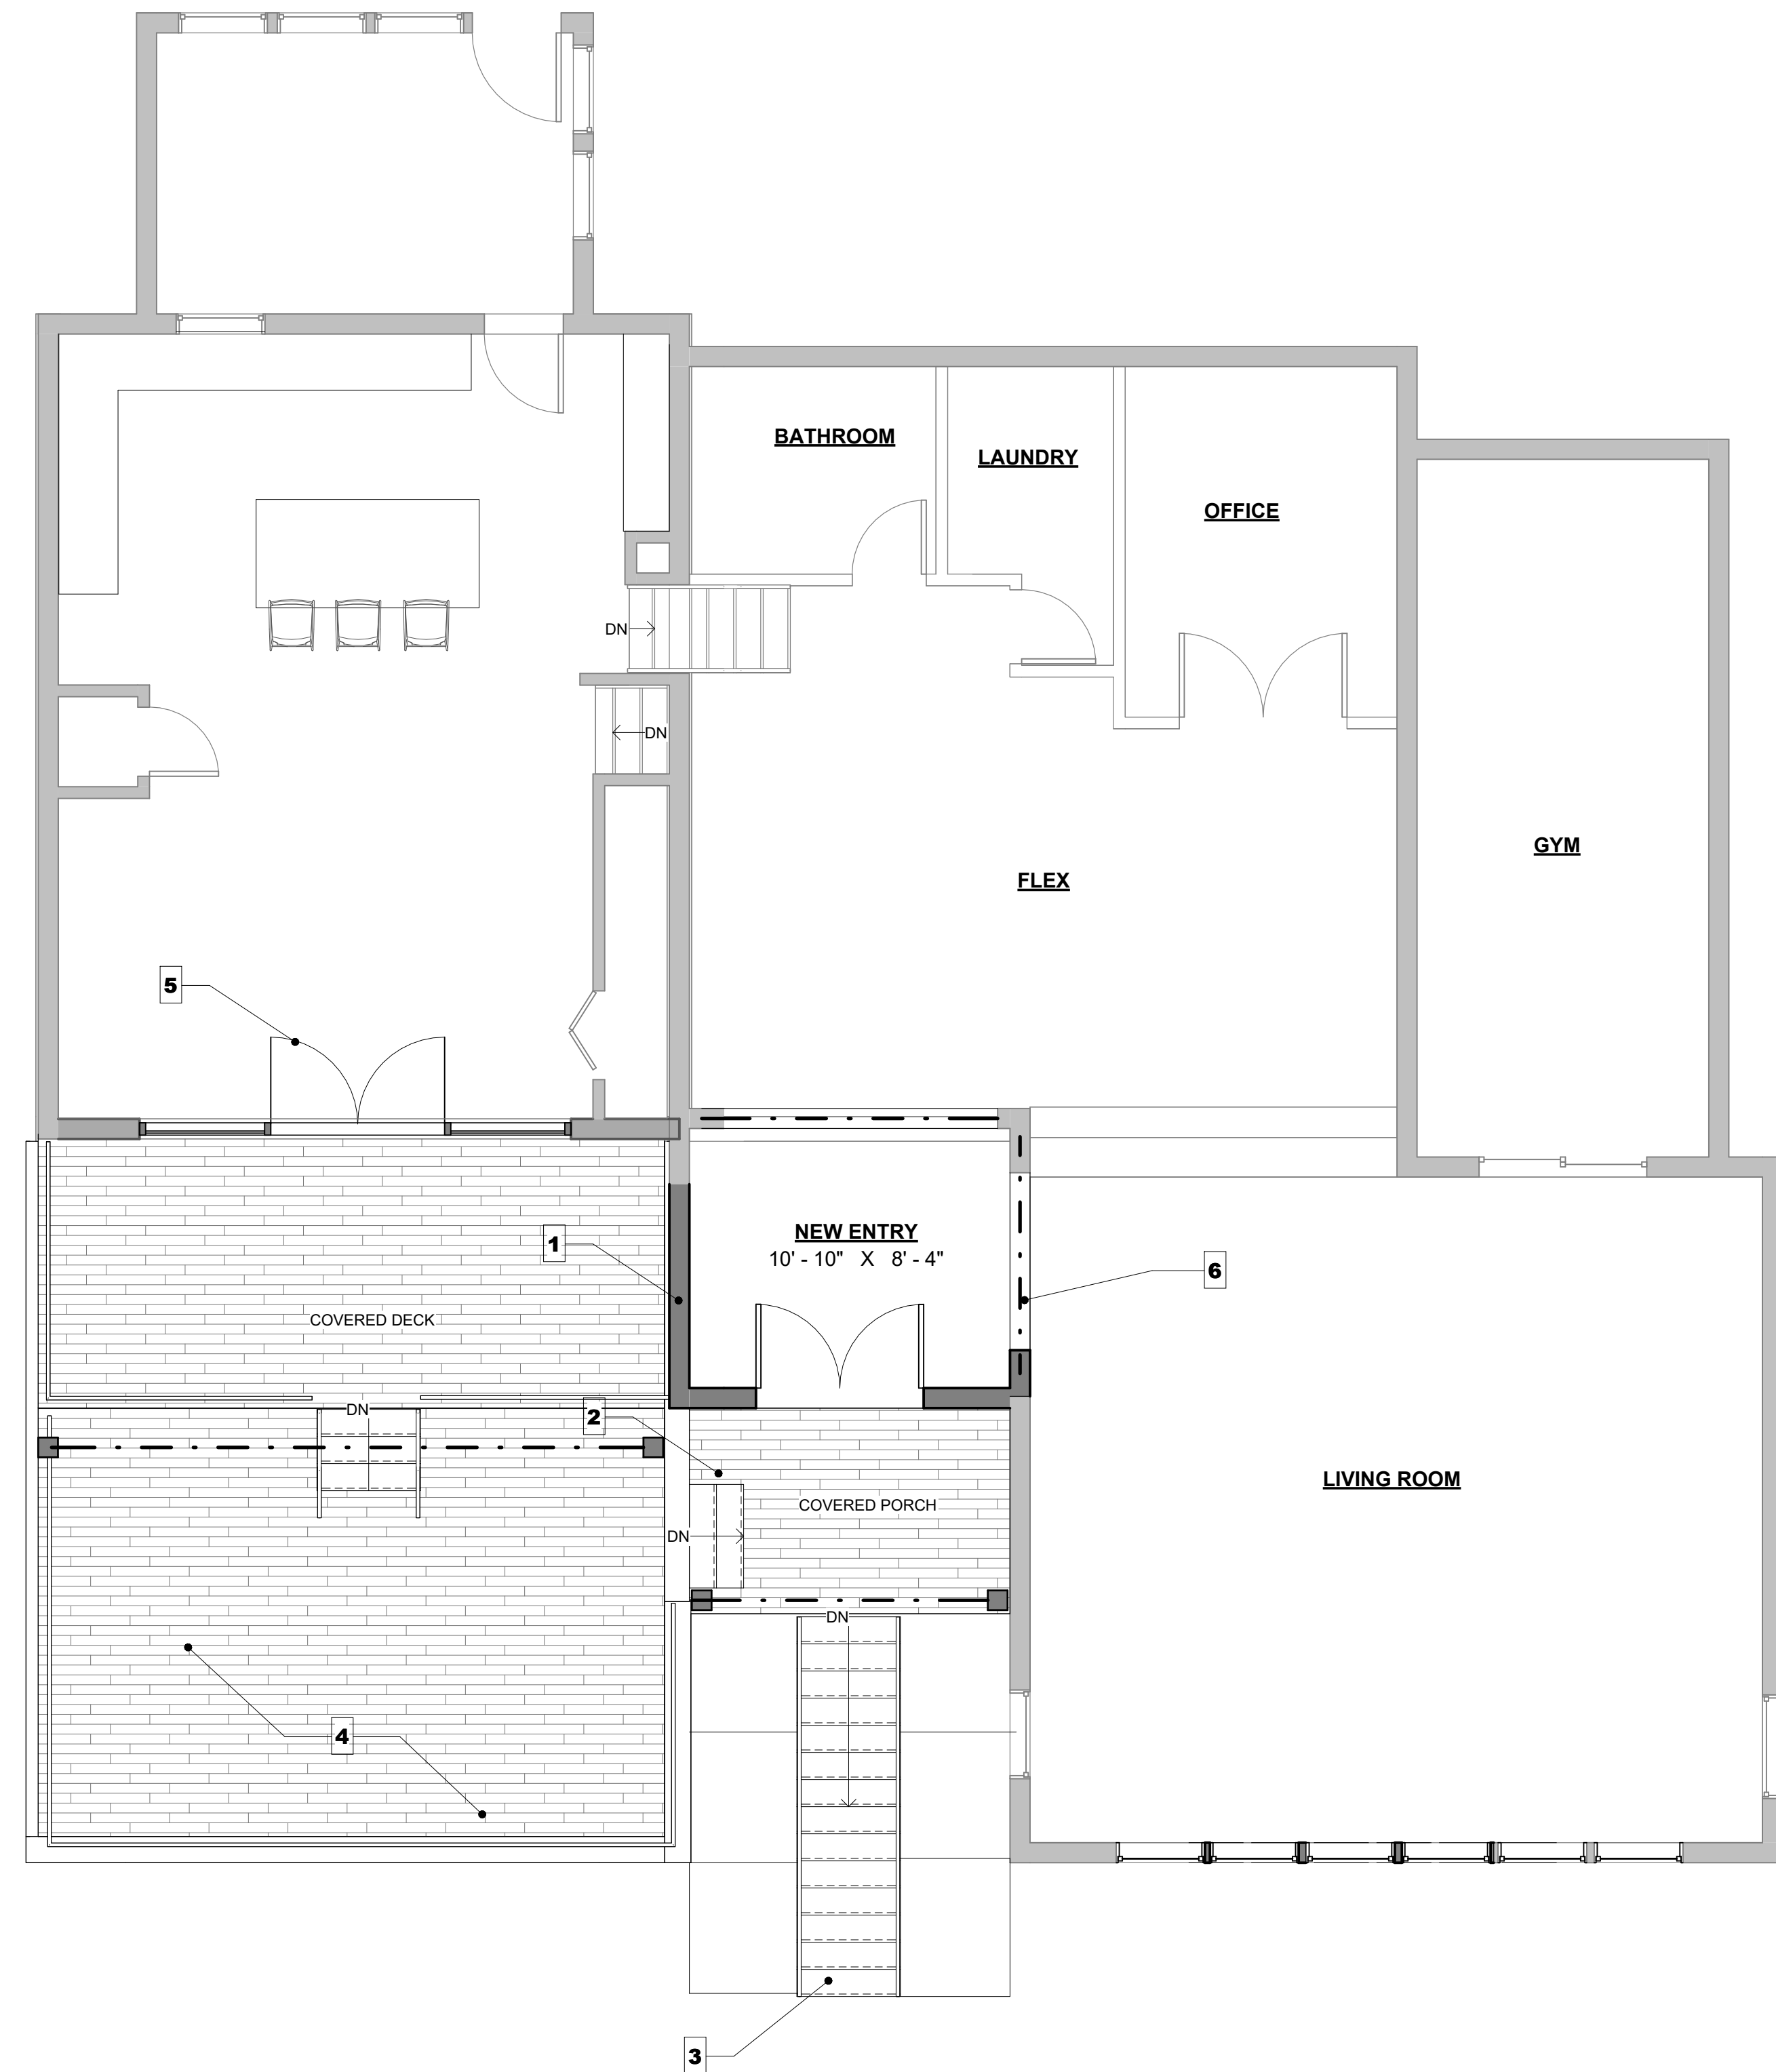 BATHROOM
LAUNDRY
OFFICE
DN
DN
GYM
FLEX
5
NEW ENTRY
10' - 10" X 8' - 4"
1
6
COVERED DECK
DN
2
LIVING ROOM
COVERED PORCH
DN
DN
4
3